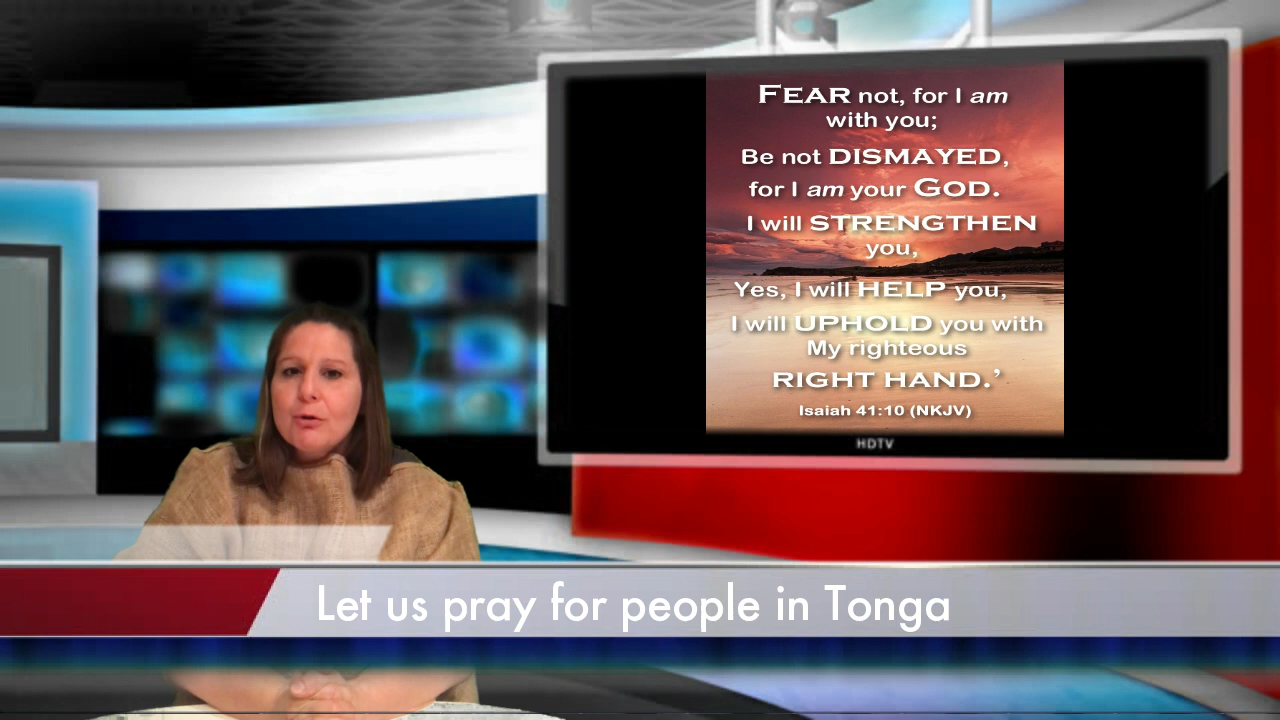 FEAR not, for I am
with you;
Be not DISMAYED,
for I am your GOD.
I will STRENGTHEN
you,
Yes, I will HELP you,
I will UPHOLD you with
My righteous
RIGHT HAND.’
Isaiah 41:10 (NKJV)
HDTV
Let us pray for people in Tonga